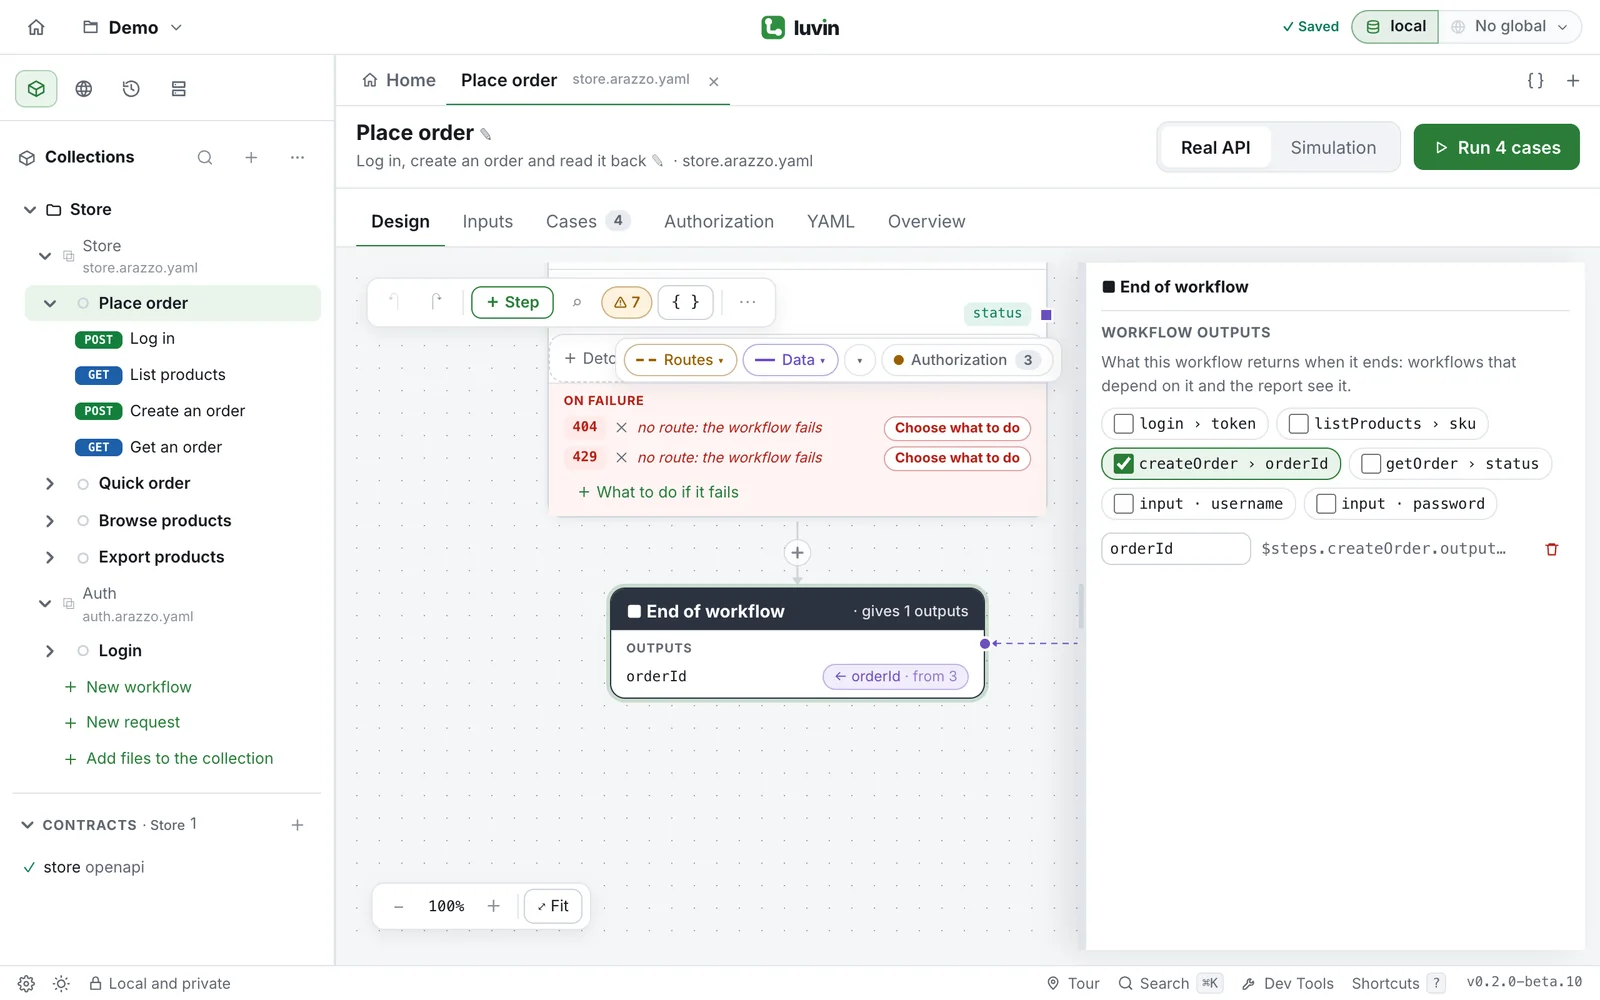 Demo
luvin
Saved
local
No global
Home
Place order store.arazzo.yaml
Collections
Store
Store
store.arazzo.yaml
Place order
POST Log in
GET List products
POST Create an order
GET Get an order
Quick order
Browse products
Export products
Auth
auth.arazzo.yaml
Login
+ New workflow
+ New request
+ Add files to the collection
CONTRACTS · Store 1
store openapi
Place order
Log in, create an order and read it back · store.arazzo.yaml
Real API
Simulation
Run 4 cases
Design
Inputs
Cases 4
Authorization
YAML
Overview
+ Step
7
{ }
status
+ Detc
Routes
Data
Authorization 3
ON FAILURE
404 × no route: the workflow fails Choose what to do
429 × no route: the workflow fails Choose what to do
+ What to do if it fails
End of workflow · gives 1 outputs
OUTPUTS
orderId ← orderId · from 3
− 100% +
Fit
End of workflow
WORKFLOW OUTPUTS
What this workflow returns when it ends: workflows that
depend on it and the report see it.
login › token
listProducts › sku
createOrder › orderId
getOrder › status
input · username
input · password
orderId $steps.createOrder.output…
Local and private
Tour
Search ⌘K
Dev Tools
Shortcuts ?
v0.2.0-beta.10